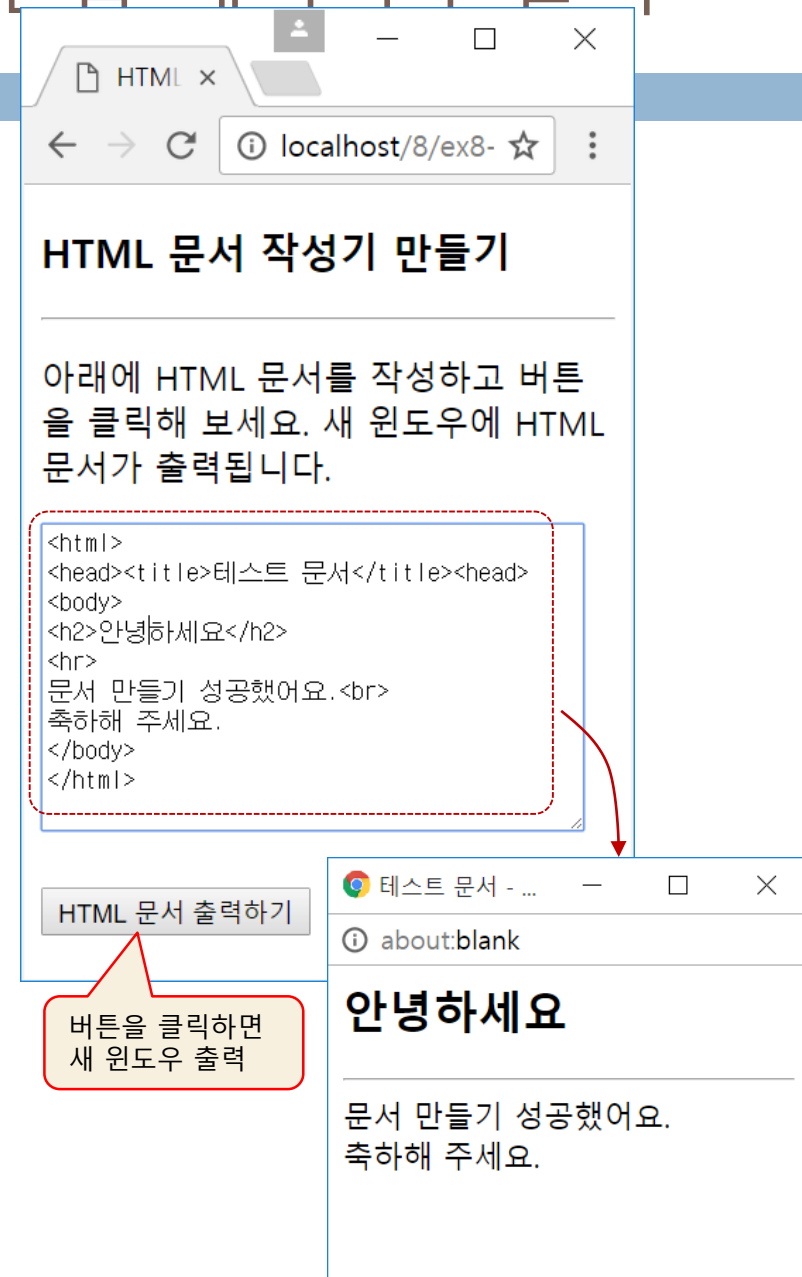 HTML
localhost/8/ex8-
HTML 문서 작성기 만들기
아래에 HTML 문서를 작성하고 버튼
을 클릭해 보세요. 새 윈도우에 HTML
문서가 출력됩니다.
<html>
<head><title>테스트 문서</title><head>
<body>
<h2>안녕하세요</h2>
<hr>
문서 만들기 성공했어요.<br>
축하해 주세요.
</body>
</html>
HTML 문서 출력하기
버튼을 클릭하면
새 윈도우 출력
테스트 문서 - ...
about:blank
안녕하세요
문서 만들기 성공했어요.
축하해 주세요.